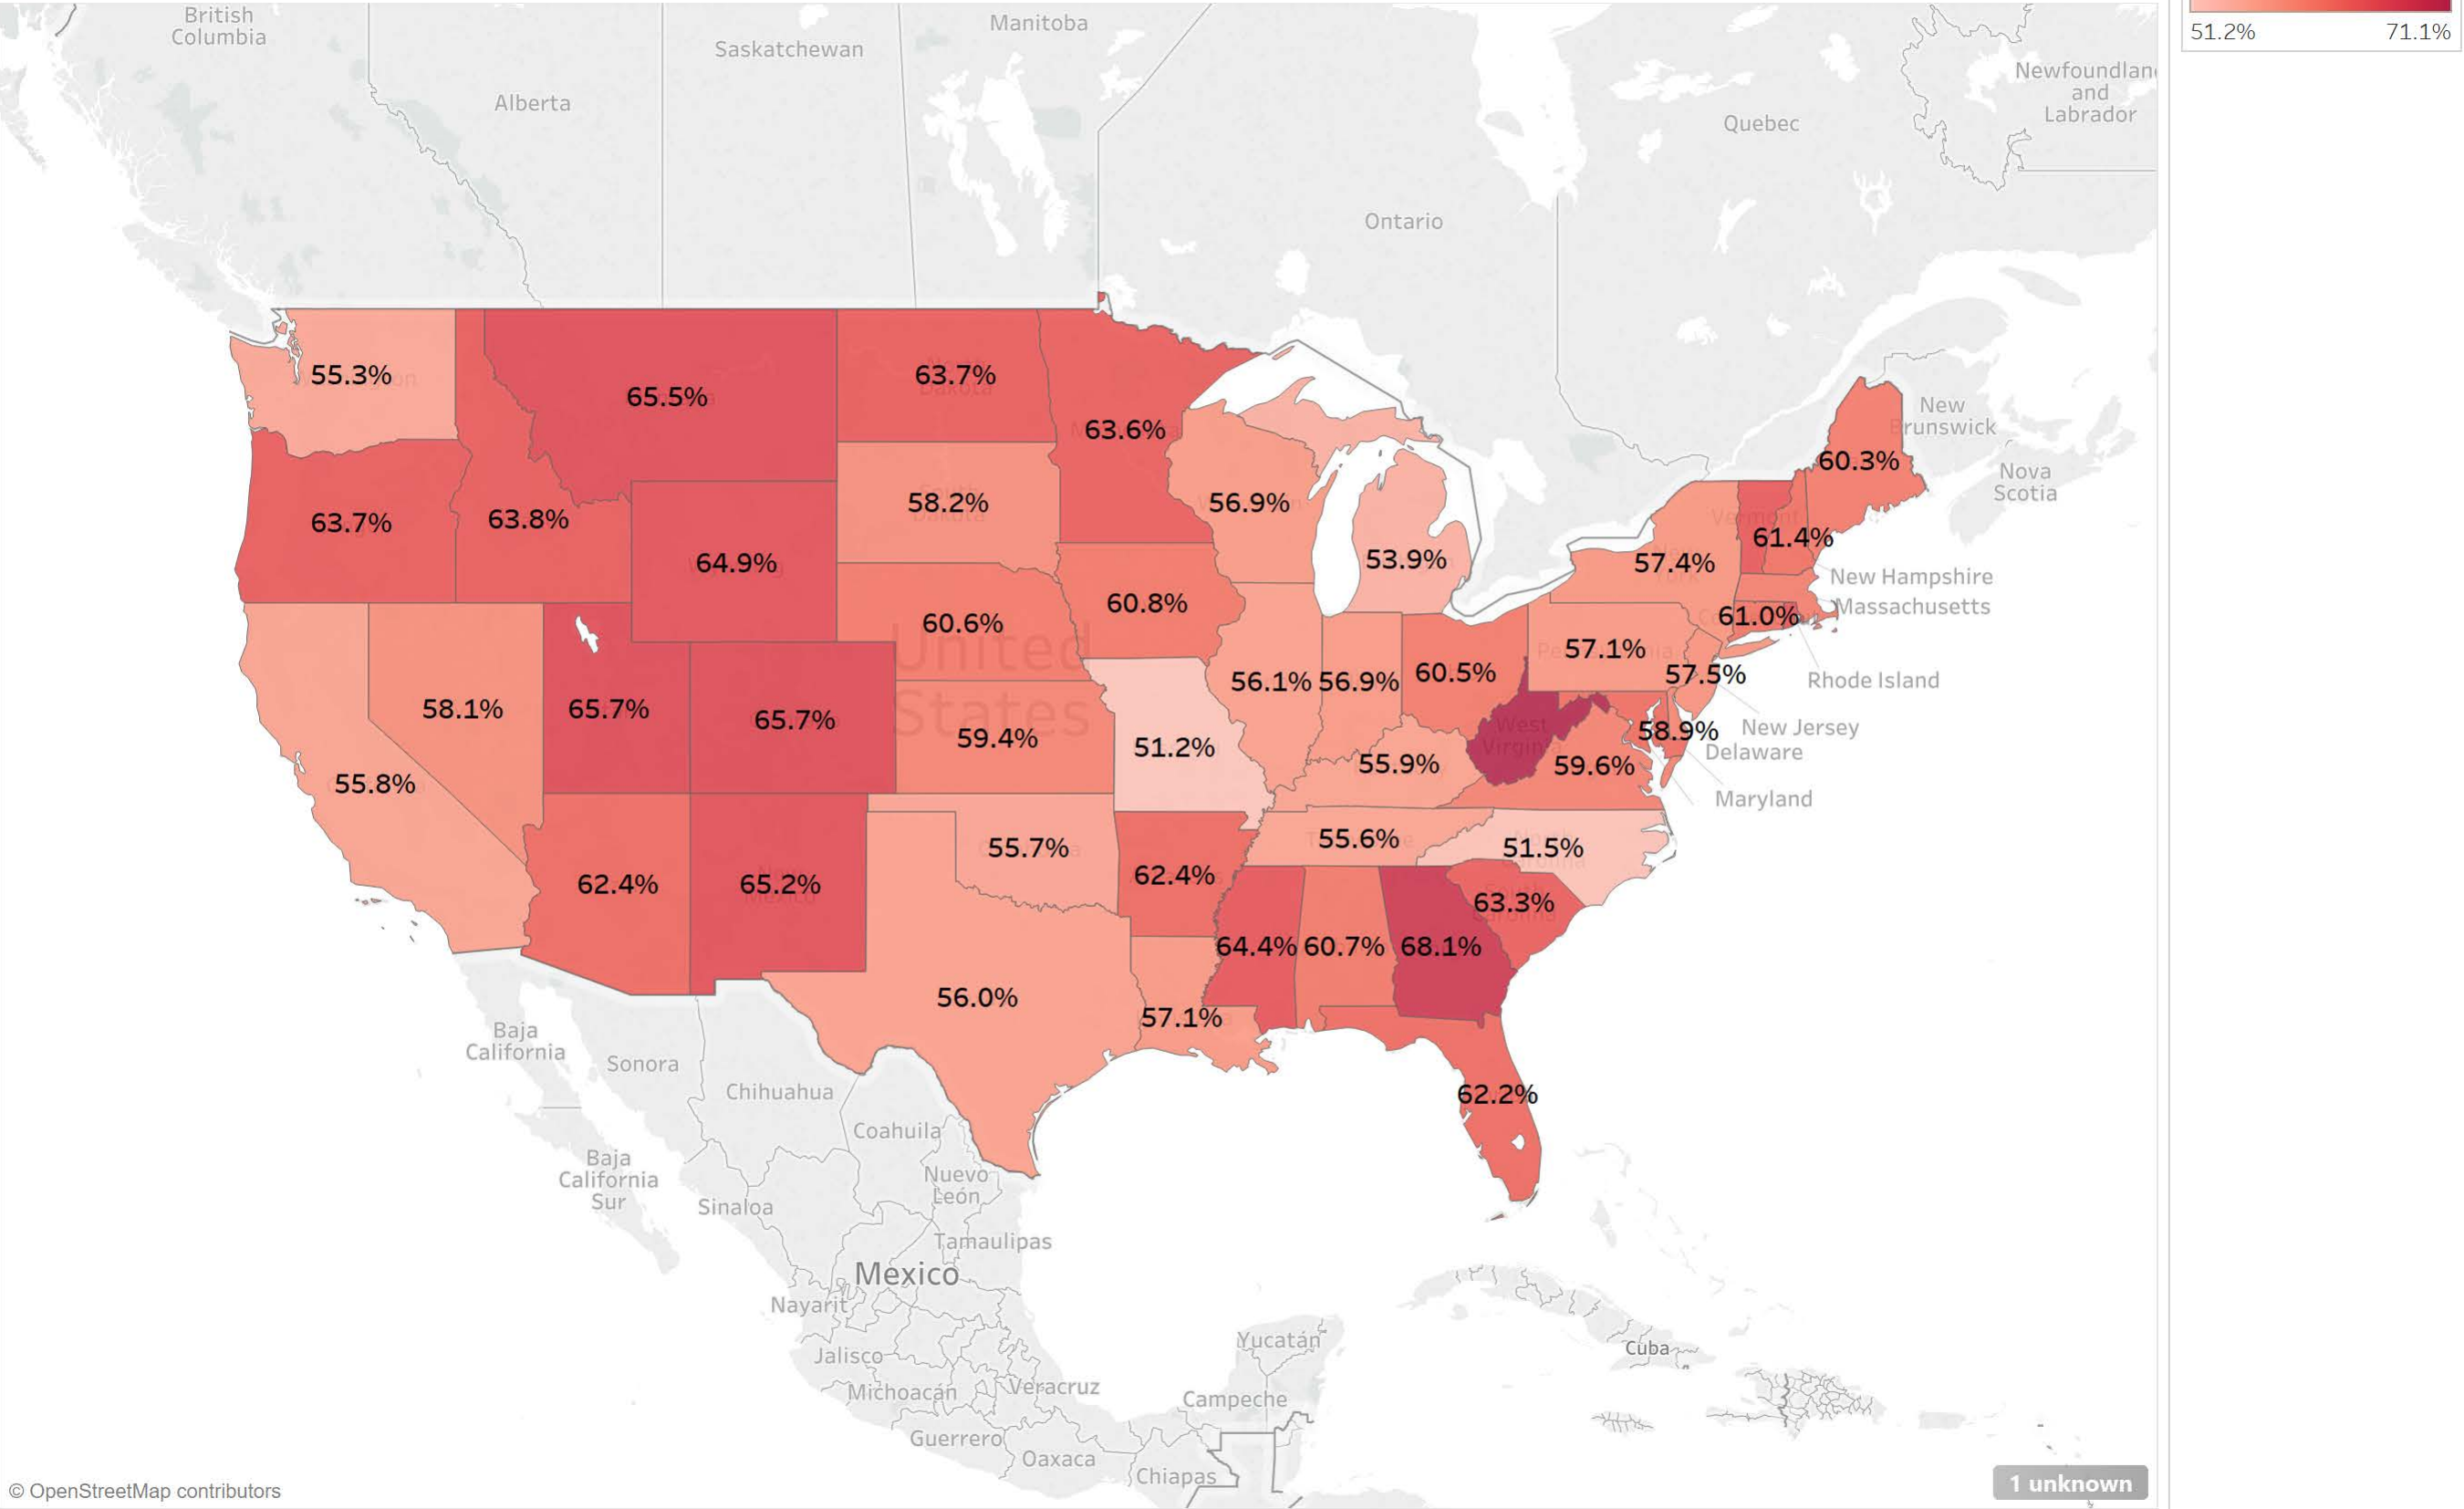 British
Columbia
Manitoba
Saskatchewan
Alberta
Ontario
Quebec
Newfoundlan
and
Labrador
51.2%
71.1%
New
Brunswick
Nova
Scotia
55.3%
65.5%
63.7%
63.6%
60.3%
63.7%
63.8%
64.9%
58.2%
56.9%
53.9%
57.4%
Vermont
61.4%
New Hampshire
Massachusetts
61.0%
60.6%
60.8%
United
States
57.1%
57.5%
Rhode Island
58.1%
65.7%
65.7%
59.4%
51.2%
56.1%
56.9%
60.5%
West
Virginia
58.9%
New Jersey
Delaware
55.8%
55.9%
59.6%
Maryland
62.4%
65.2%
55.7%
62.4%
55.6%
51.5%
63.3%
64.4%
60.7%
68.1%
56.0%
57.1%
62.2%
Baja
California
Sonora
Chihuahua
Coahuila
Baja
California
Sur
Sinaloa
Nuevo
León
Tamaulipas
Mexico
Nayarit
Jalisco
Michoacán
Veracruz
Guerrero
Oaxaca
Chiapas
Yucatán
Campeche
Cuba
© OpenStreetMap contributors
1 unknown